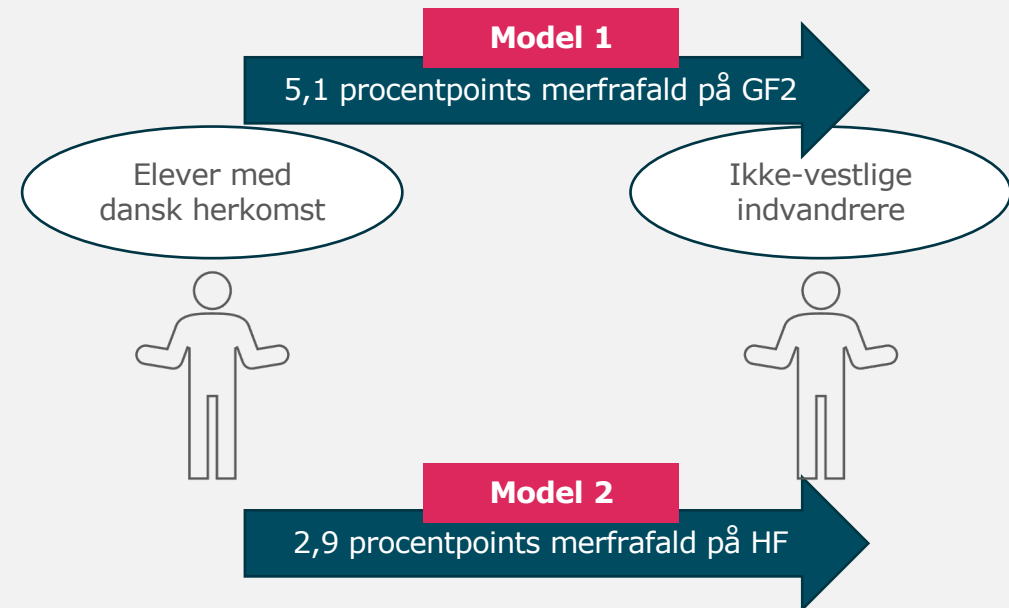 Model 1
5,1 procentpoints merfrafald på GF2
Elever med
dansk herkomst
Ikke-vestlige
indvandrere
Model 2
2,9 procentpoints merfrafald på HF